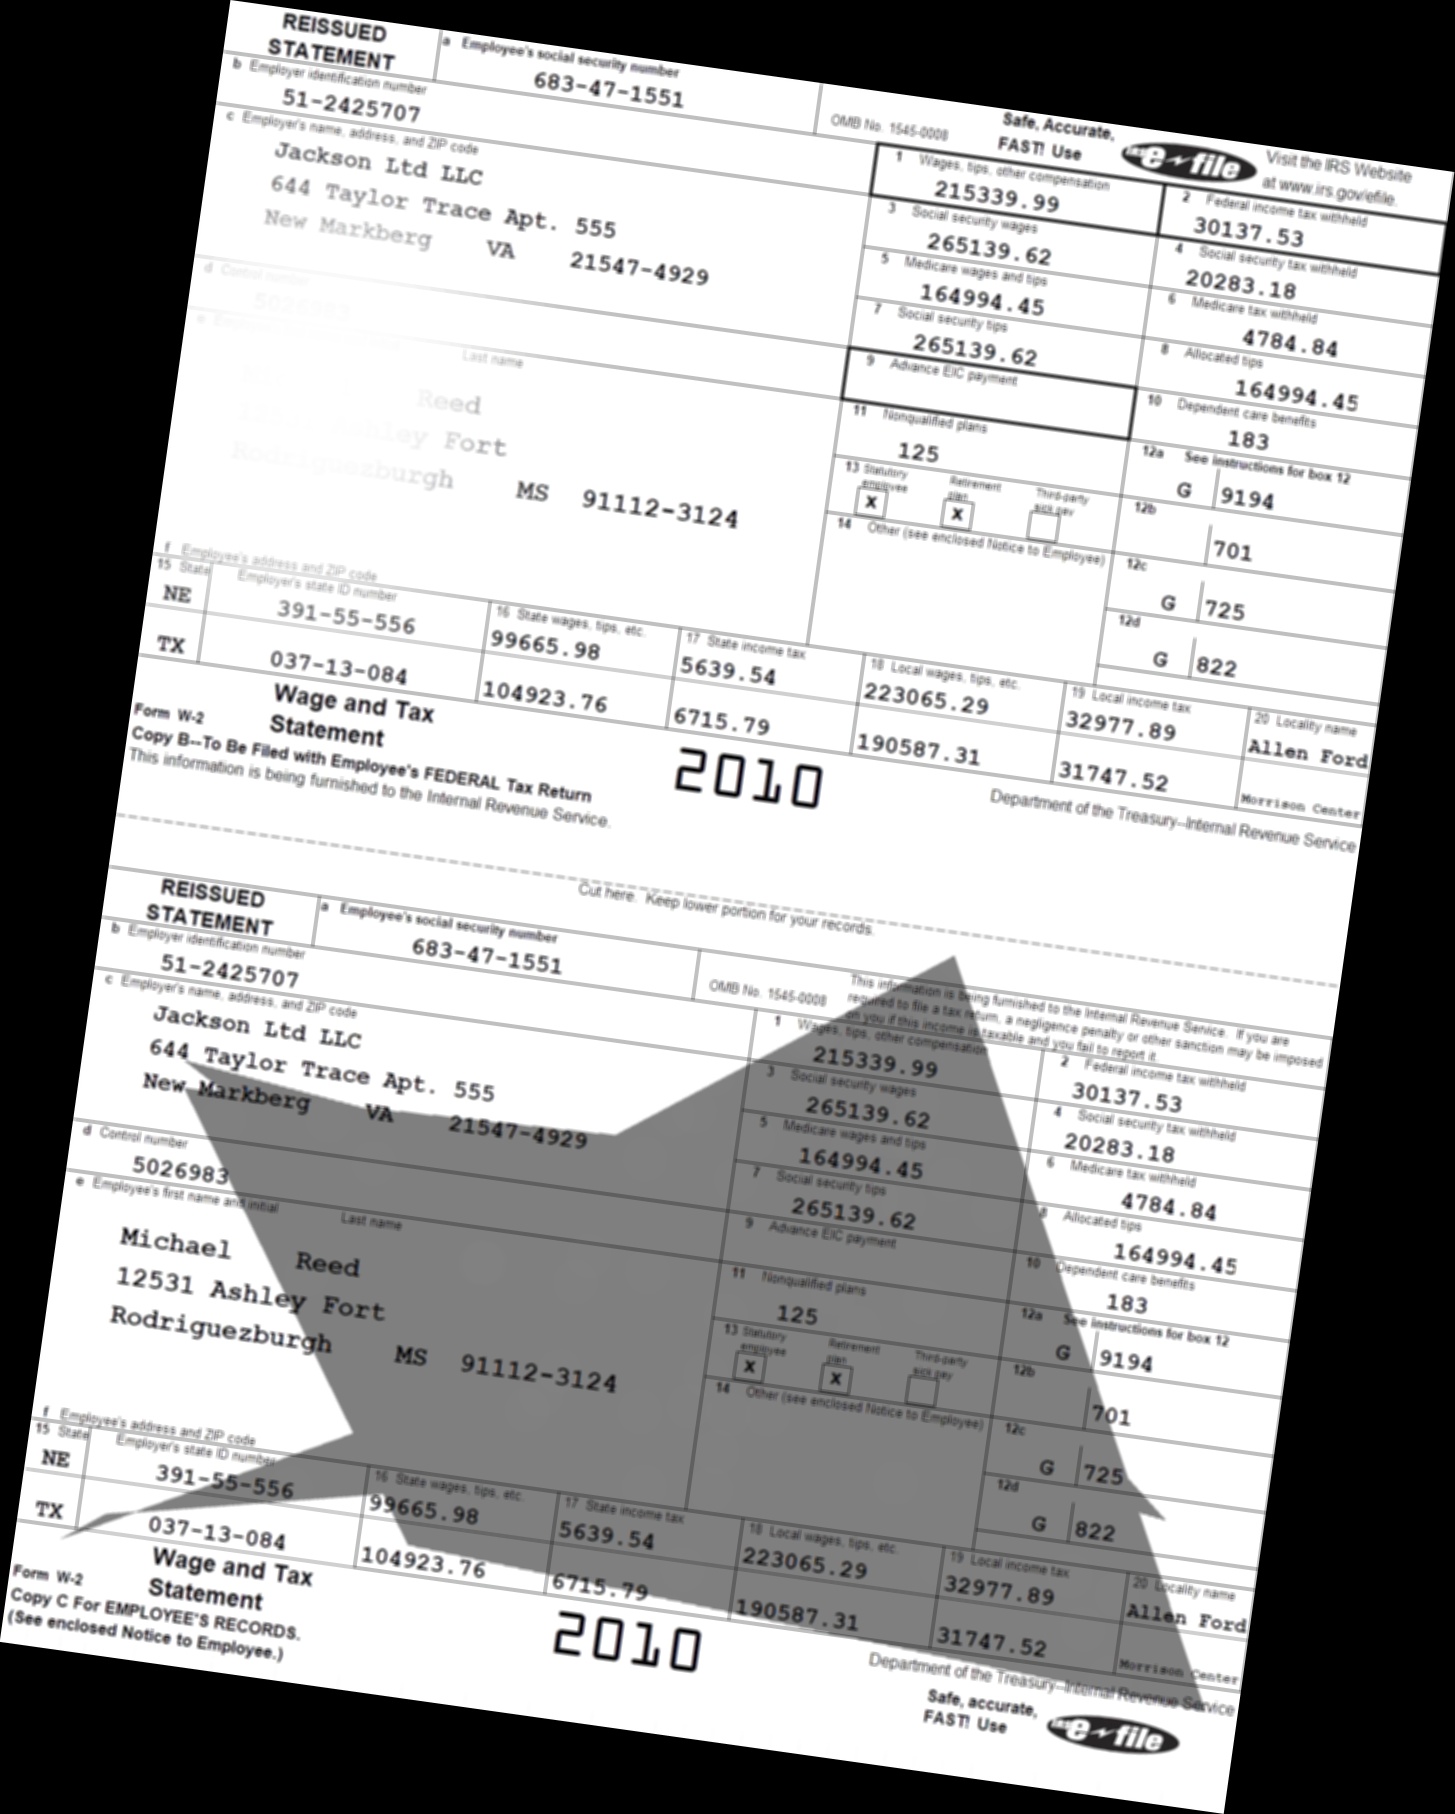 REISSUED
STATEMENT
a Employee's social security number
683-47-1551
OMB No. 1545-0008
Safe, Accurate,
FAST! Use
IRS e-file
Visit the IRS Website
at www.irs.gov/efile.
b Employer identification number
51-2425707
c Employer's name, address, and ZIP code
Jackson Ltd LLC
644 Taylor Trace Apt. 555
New Markberg VA 21547-4929
1 Wages, tips, other compensation
215339.99
2 Federal income tax withheld
30137.53
3 Social security wages
265139.62
4 Social security tax withheld
20283.18
5 Medicare wages and tips
164994.45
6 Medicare tax withheld
4784.84
d Control number
5026983
7 Social security tips
265139.62
8 Allocated tips
164994.45
e Last name
Reed
Ashley Fort
Rodriguezburgh MS 91112-3124
9 Advance EIC payment
10 Dependent care benefits
183
11 Nonqualified plans
125
12a See instructions for box 12
G 9194
13 Statutory employee
X
Retirement plan
X
Third-party sick pay
12b
701
14 Other (see enclosed Notice to Employee)
12c
G 725
12d
G 822
f Employee's address and ZIP code
15 State Employer's state ID number
16 State wages, tips, etc.
17 State income tax
18 Local wages, tips, etc.
19 Local income tax
20 Locality name
NE 391-55-556 99665.98 5639.54 223065.29 32977.89 Allen Ford
TX 037-13-084 104923.76 6715.79 190587.31 31747.52 Morrison Center
Form W-2 Wage and Tax
Statement
2010
Department of the Treasury--Internal Revenue Service
Copy B--To Be Filed with Employee's FEDERAL Tax Return
This information is being furnished to the Internal Revenue Service.
Cut here. Keep lower portion for your records.
REISSUED
STATEMENT
a Employee's social security number
683-47-1551
OMB No. 1545-0008
This information is being furnished to the Internal Revenue Service. If you are
required to file a tax return, a negligence penalty or other sanction may be imposed
on you if this income is taxable and you fail to report it.
b Employer identification number
51-2425707
c Employer's name, address, and ZIP code
Jackson Ltd LLC
644 Taylor Trace Apt. 555
New Markberg VA 21547-4929
1 Wages, tips, other compensation
215339.99
2 Federal income tax withheld
30137.53
3 Social security wages
265139.62
4 Social security tax withheld
20283.18
5 Medicare wages and tips
164994.45
6 Medicare tax withheld
4784.84
d Control number
5026983
7 Social security tips
265139.62
8 Allocated tips
164994.45
e Employee's first name and initial Last name
Michael Reed
12531 Ashley Fort
Rodriguezburgh MS 91112-3124
9 Advance EIC payment
10 Dependent care benefits
183
11 Nonqualified plans
125
12a See instructions for box 12
G 9194
13 Statutory employee
X
Retirement plan
X
Third-party sick pay
12b
701
14 Other (see enclosed Notice to Employee)
12c
G 725
12d
G 822
f Employee's address and ZIP code
15 State Employer's state ID number
16 State wages, tips, etc.
17 State income tax
18 Local wages, tips, etc.
19 Local income tax
20 Locality name
NE 391-55-556 99665.98 5639.54 223065.29 32977.89 Allen Ford
TX 037-13-084 104923.76 6715.79 190587.31 31747.52 Morrison Center
Form W-2 Wage and Tax
Statement
2010
Department of the Treasury--Internal Revenue Service
Copy C For EMPLOYEE'S RECORDS.
(See enclosed Notice to Employee.)
Safe, accurate,
FAST! Use
IRS e-file